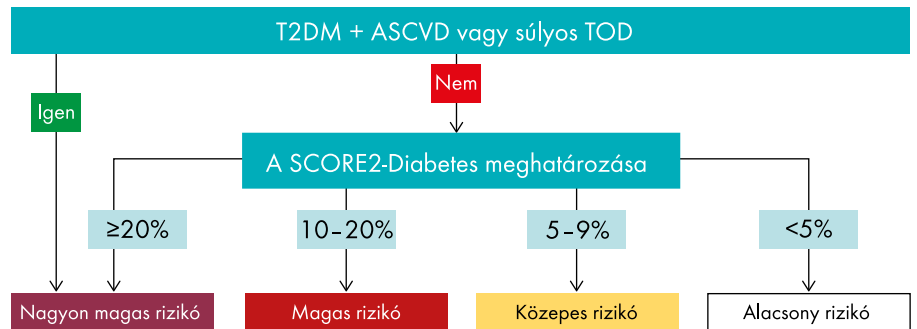 T2DM + ASCVD vagy súlyos TOD
Igen
Nem
A SCORE2-Diabetes meghatározása
≥20%
10–20%
5–9%
<5%
Nagyon magas rizikó
Magas rizikó
Közepes rizikó
Alacsony rizikó